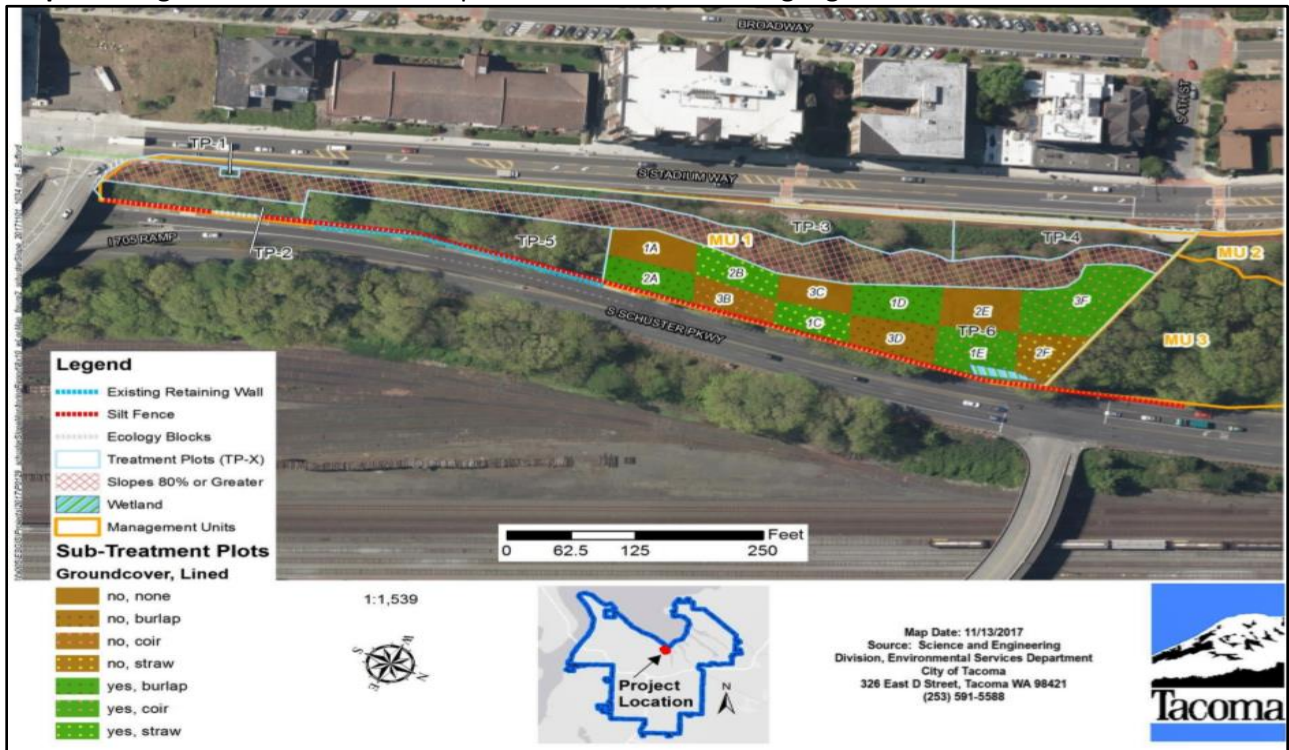 BROADWAY
S 4TH ST
TP-1
S STADIUM WAY
TP-3
TP-4
MU 1
MU 2
I 705 RAMP
TP-2
TP-5
1A
2B
3C
1D
2E
3F
2A
3B
1C
3D
TP-6
1E
2F
MU 3
S SCHUSTER PKWY
Legend
Existing Retaining Wall
Silt Fence
Ecology Blocks
Treatment Plots (TP-X)
Slopes 80% or Greater
Wetland
Management Units
Sub-Treatment Plots
Groundcover, Lined
no, none
no, burlap
no, coir
no, straw
yes, burlap
yes, coir
yes, straw
Feet
0 62.5 125 250
1:1,539
N
E
S
W
Project
Location
N
Map Date: 11/13/2017
Source: Science and Engineering
Division, Environmental Services Department
City of Tacoma
326 East D Street, Tacoma WA 98421
(253) 591-5588
Tacoma